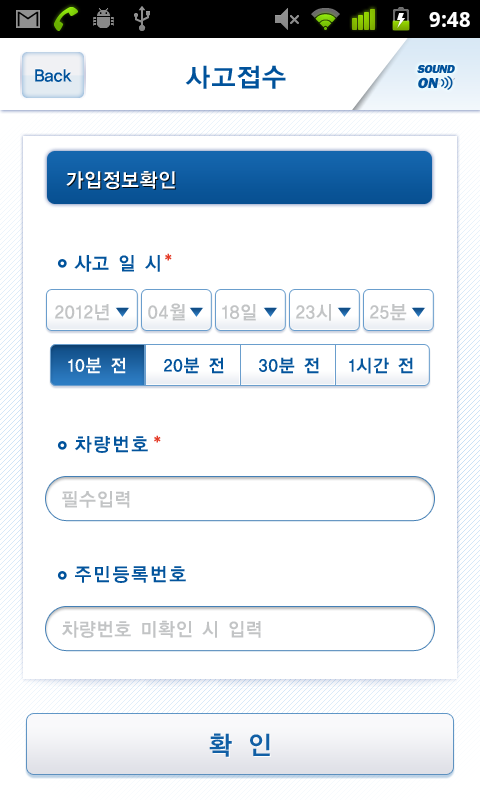 9:48
Back
사고접수
SOUND
ON
가입정보확인
사고 일 시*
2012년 04월 18일 23시 25분
10분 전 20분 전 30분 전 1시간 전
차량번호*
필수입력
주민등록번호
차량번호 미확인 시 입력
확 인